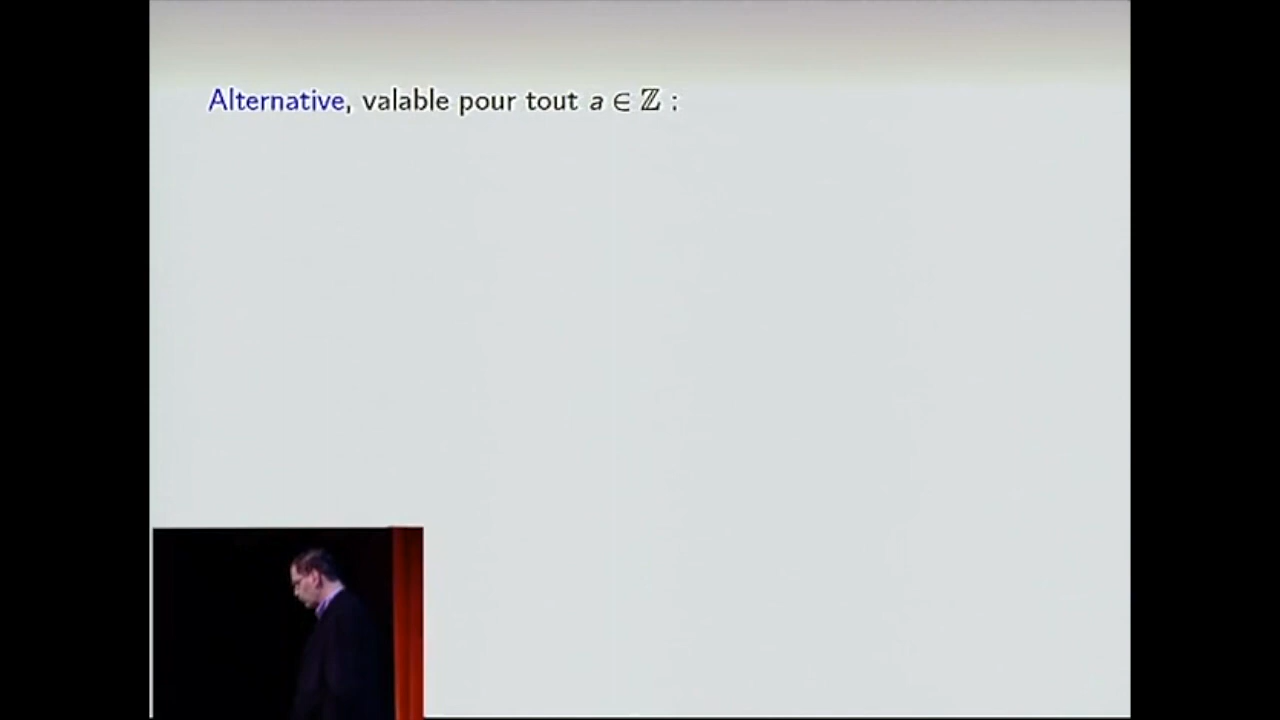 Alternative, valable pour tout a ∈ ℤ :